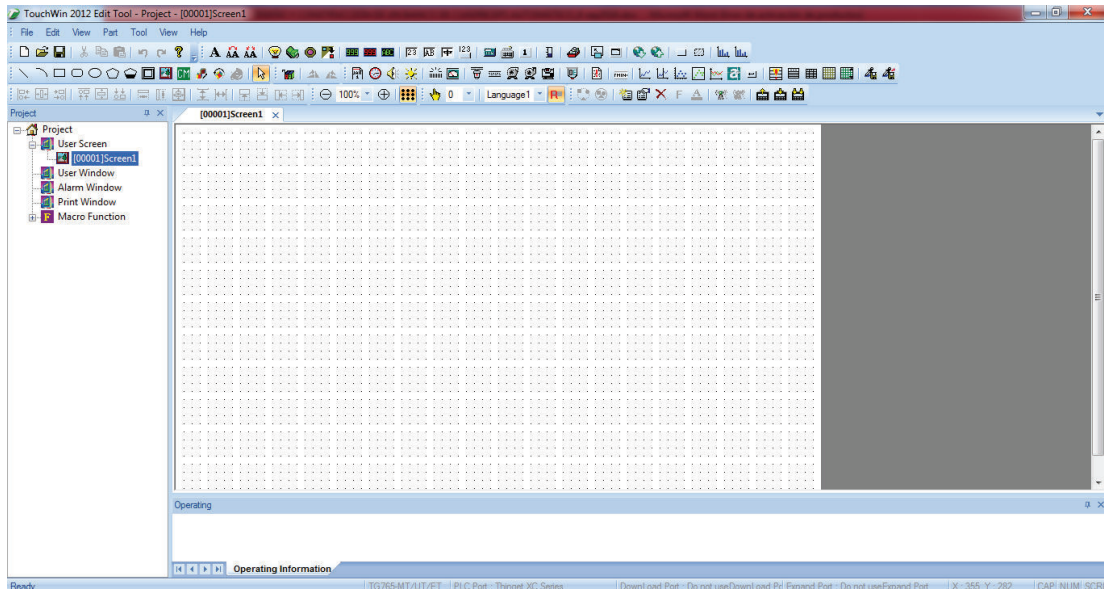 TouchWin 2012 Edit Tool - Project - [00001]Screen1
File Edit View Part Tool View Help
100% 0 Language1 R
Project
[00001]Screen1
Project
User Screen
[00001]Screen1
User Window
Alarm Window
Print Window
F Macro Function
Operating
Operating Information
Ready TG765-MT/UT/ET PLC Port : Thinget XC Series DownLoad Port : Do not useDownLoad Pc Expand Port : Do not useExpand Port X : 355 Y : 282 CAP NUM SCRI